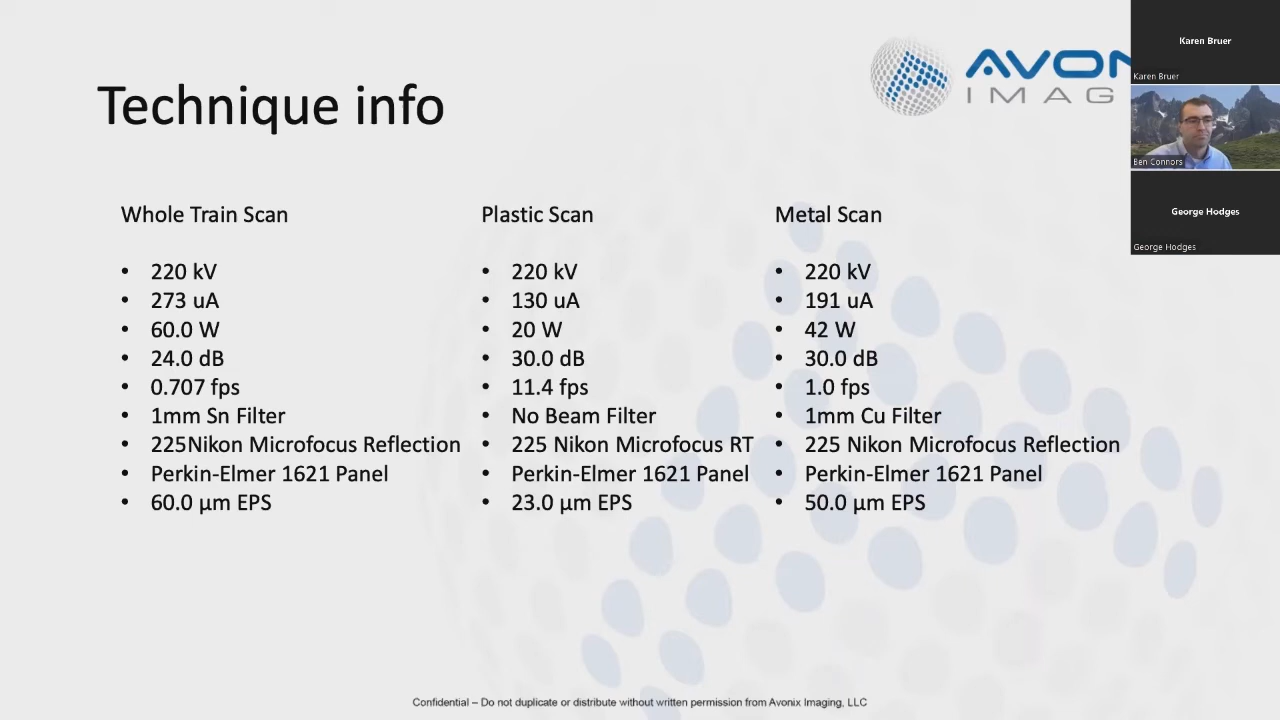 Technique info
AVON
IMAG
Whole Train Scan
• 220 kV
• 273 uA
• 60.0 W
• 24.0 dB
• 0.707 fps
• 1mm Sn Filter
• 225Nikon Microfocus Reflection
• Perkin-Elmer 1621 Panel
• 60.0 µm EPS
Plastic Scan
• 220 kV
• 130 uA
• 20 W
• 30.0 dB
• 11.4 fps
• No Beam Filter
• 225 Nikon Microfocus RT
• Perkin-Elmer 1621 Panel
• 23.0 µm EPS
Metal Scan
• 220 kV
• 191 uA
• 42 W
• 30.0 dB
• 1.0 fps
• 1mm Cu Filter
• 225 Nikon Microfocus Reflection
• Perkin-Elmer 1621 Panel
• 50.0 µm EPS
Karen Bruer
Karen Bruer
Ben Connors
George Hodges
George Hodges
Confidential – Do not duplicate or distribute without written permission from Avonix Imaging, LLC